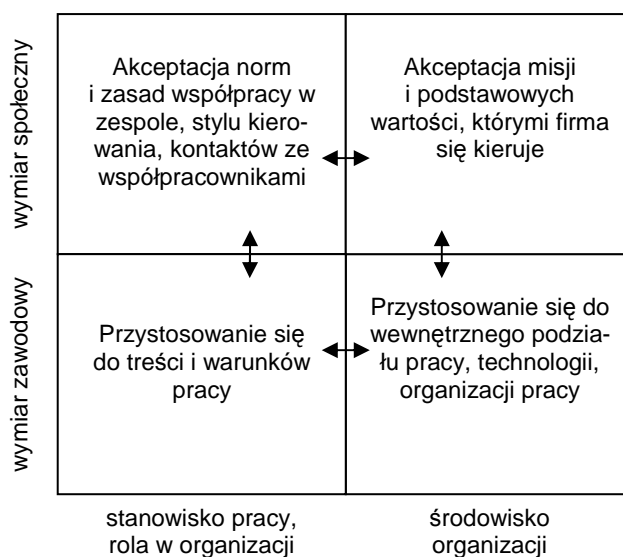 wymiar społeczny
Akceptacja norm
i zasad współpracy w
zespole, stylu kiero-
wania, kontaktów ze
współpracownikami
Akceptacja misji
i podstawowych
wartości, którymi firma
się kieruje
wymiar zawodowy
Przystosowanie się
do treści i warunków
pracy
Przystosowanie się do
wewnętrznego podzia-
łu pracy, technologii,
organizacji pracy
stanowisko pracy,
rola w organizacji
środowisko
organizacji